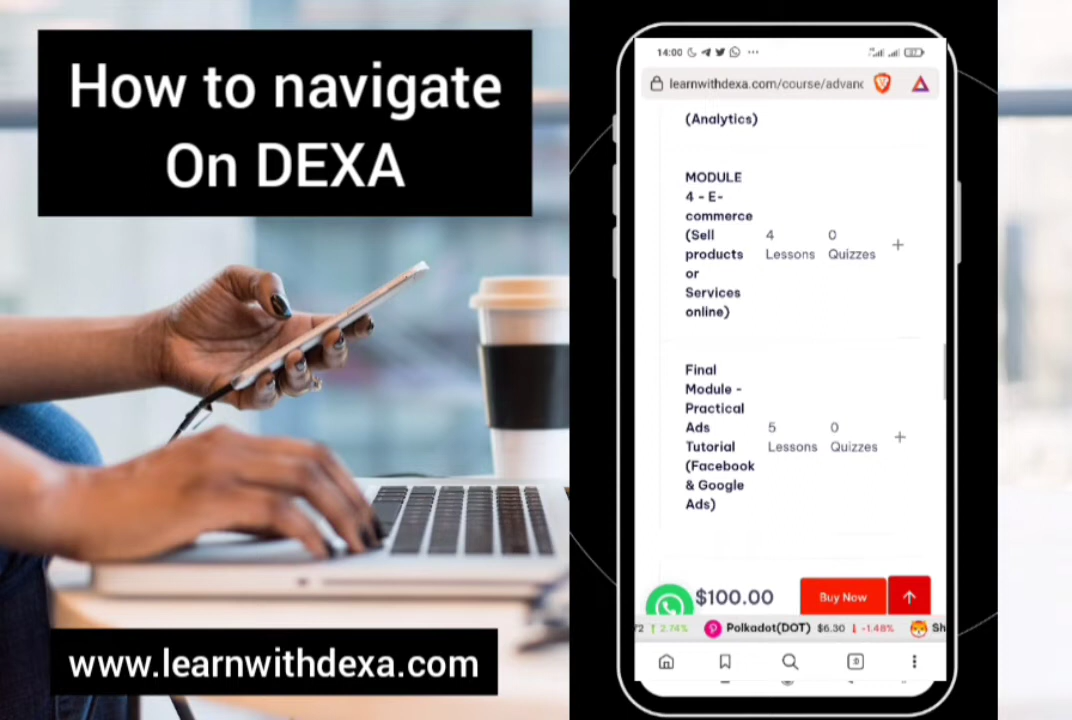 How to navigate
On DEXA
www.learnwithdexa.com
14:00
learnwithdexa.com/course/advanc
(Analytics)
MODULE
4 - E-
commerce
(Sell
products
or
Services
online)
4
Lessons
0
Quizzes
+
Final
Module -
Practical
Ads
Tutorial
(Facebook
& Google
Ads)
5
Lessons
0
Quizzes
+
$100.00
Buy Now
2.74% Polkadot(DOT) $6.30 -1.48% Sh